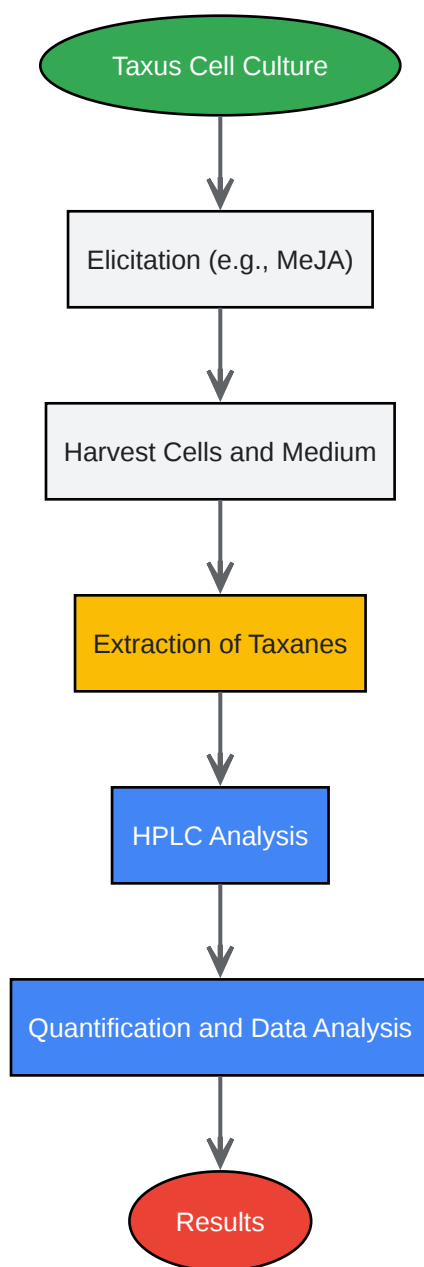 Taxus Cell Culture
Elicitation (e.g., MeJA)
Harvest Cells and Medium
Extraction of Taxanes
HPLC Analysis
Quantification and Data Analysis
Results